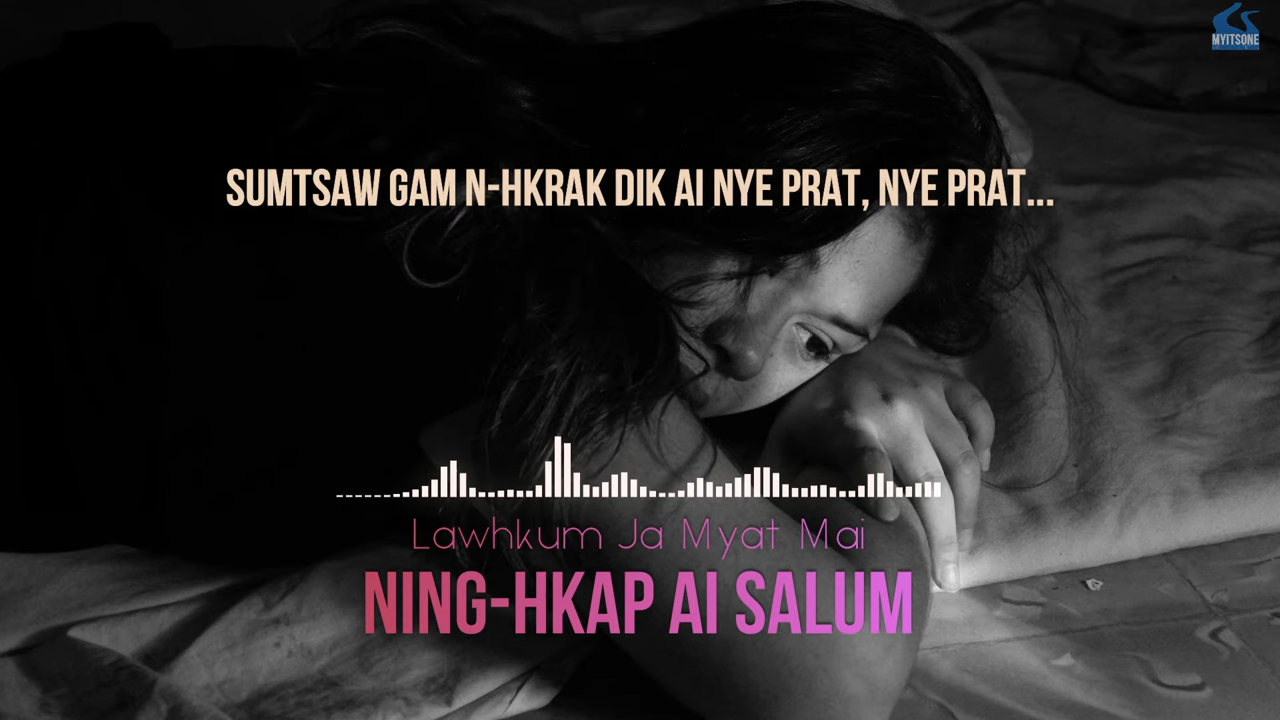 MYITSONE
SUMTSAW GAM N-HKRAK DIK AI NYE PRAT, NYE PRAT...
Lawhkum Ja Myat Mai
NING-HKAP AI SALUM